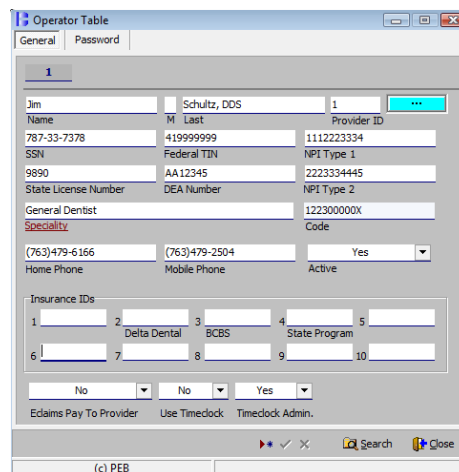 Operator Table
General Password
1
Jim Schultz, DDS 1 ...
Name M Last Provider ID
787-33-7378 419999999 1112223334
SSN Federal TIN NPI Type 1
9890 AA12345 2223334445
State License Number DEA Number NPI Type 2
General Dentist 122300000X
Speciality Code
(763)479-6166 (763)479-2504 Yes
Home Phone Mobile Phone Active
Insurance IDs
1 2 3 4 5
Delta Dental BCBS State Program
6 7 8 9 10
No No Yes
Eclaims Pay To Provider Use Timeclock Timeclock Admin.
Search Close
(c) PEB